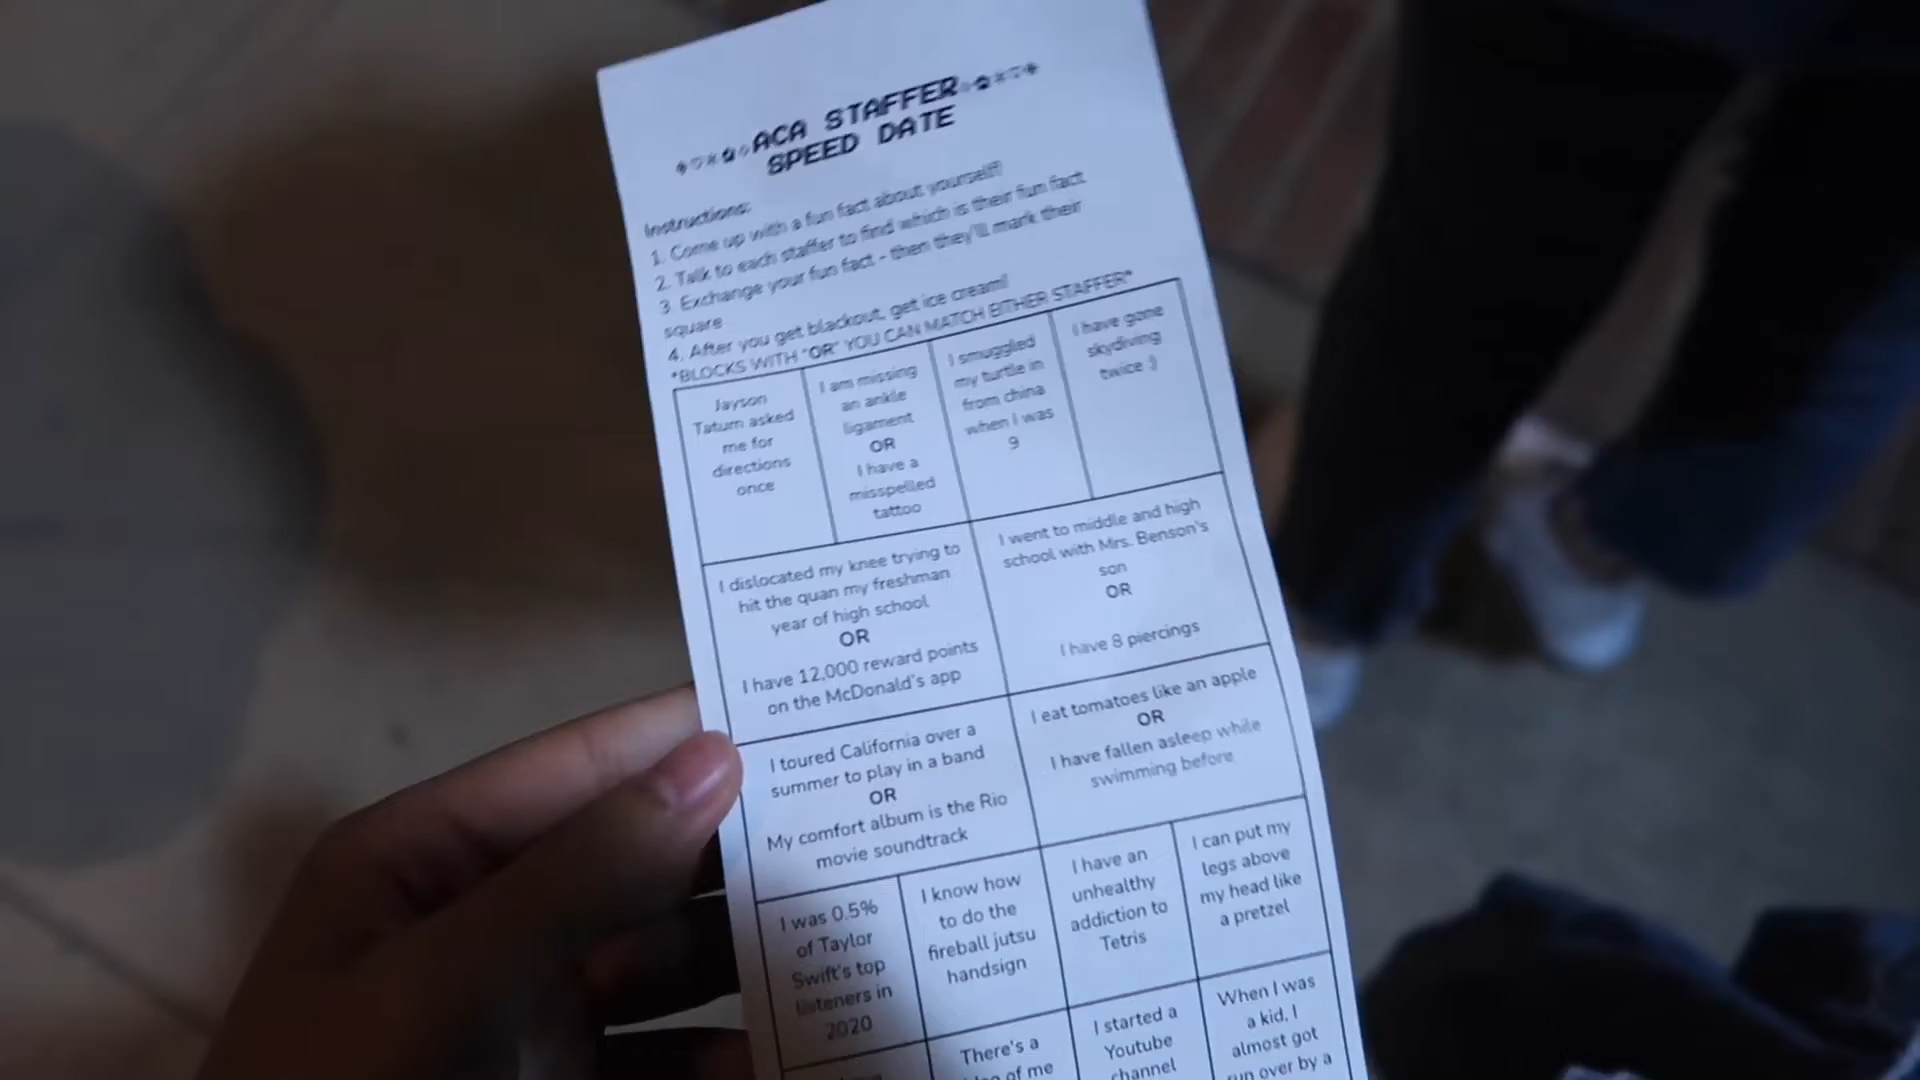 ACA STAFFER
SPEED DATE
Instructions:
1. Come up with a fun fact about yourself!
2. Talk to each staffer to find which is their fun fact
3. Exchange your fun fact - then they'll mark their
square
4. After you get blackout, get ice cream!
*BLOCKS WITH "OR" YOU CAN MATCH EITHER STAFFER*
Jayson
Tatum asked
me for
directions
once
I am missing
an ankle
ligament
OR
I have a
misspelled
tattoo
I smuggled
my turtle in
from china
when I was
9
I have gone
skydiving
twice :)
I dislocated my knee trying to
hit the quan my freshman
year of high school
OR
I have 12,000 reward points
on the McDonald's app
I went to middle and high
school with Mrs. Benson's
son
OR
I have 8 piercings
I toured California over a
summer to play in a band
OR
My comfort album is the Rio
movie soundtrack
I eat tomatoes like an apple
OR
I have fallen asleep while
swimming before
I was 0.5%
of Taylor
Swift's top
listeners in
2020
I know how
to do the
fireball jutsu
handsign
I have an
unhealthy
addiction to
Tetris
I can put my
legs above
my head like
a pretzel
There's a
of me
I started a
Youtube
channel
When I was
a kid, I
almost got
run over by a